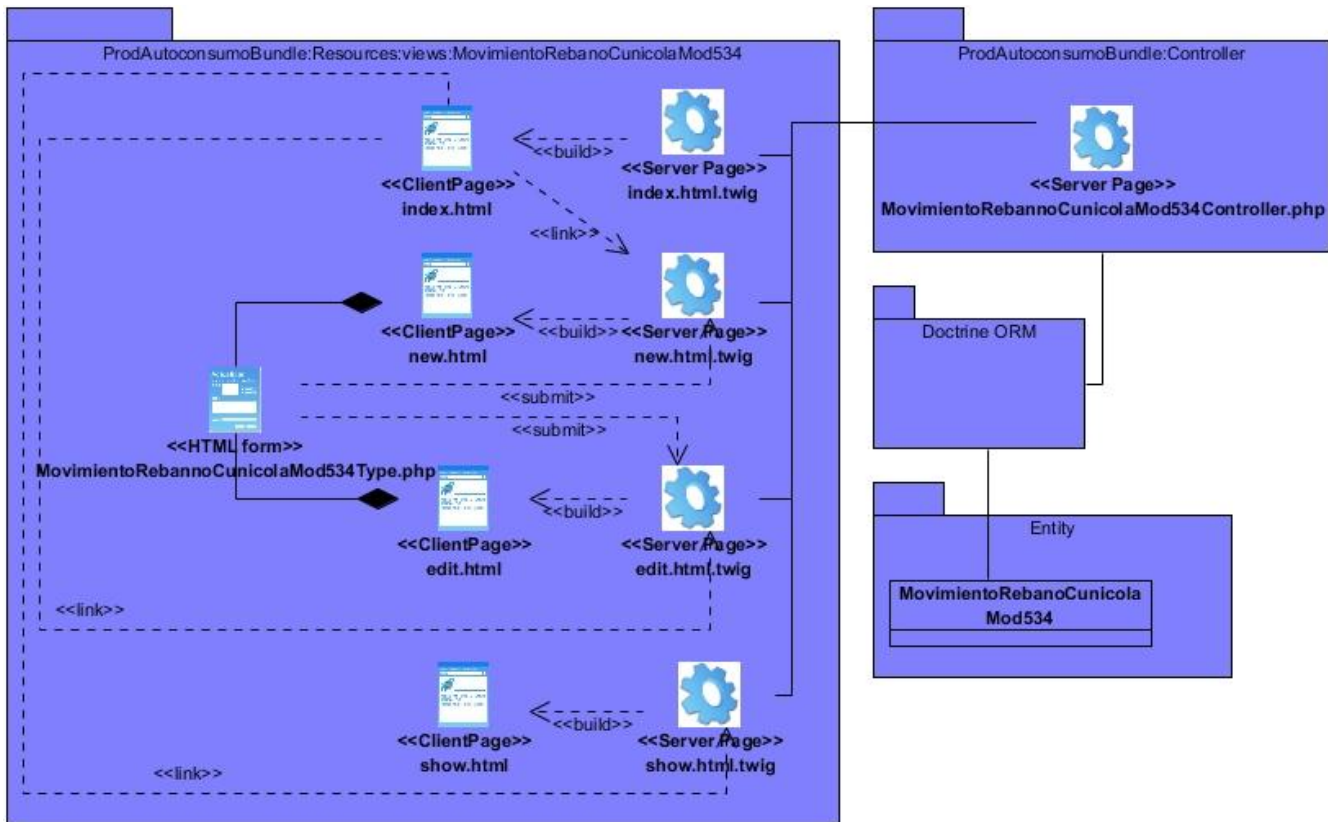 ProdAutoconsumoBundle:Resources:views:MovimientoRebanoCunicolaMod534
ProdAutoconsumoBundle:Controller
<<build>>
<<ClientPage>>
index.html
<<Server Page>>
index.html.twig
<<Server Page>>
MovimientoRebannoCunicolaMod534Controller.php
<<link>>
<<ClientPage>>
new.html
<<build>>
<<Server Page>>
new.html.twig
Doctrine ORM
<<submit>>
<<submit>>
<<HTML form>>
MovimientoRebannoCunicolaMod534Type.php
<<build>>
<<ClientPage>>
edit.html
<<Server Page>>
edit.html.twig
Entity
MovimientoRebanoCunicola
Mod534
<<link>>
<<build>>
<<ClientPage>>
show.html
<<Server Page>>
show.html.twig
<<link>>